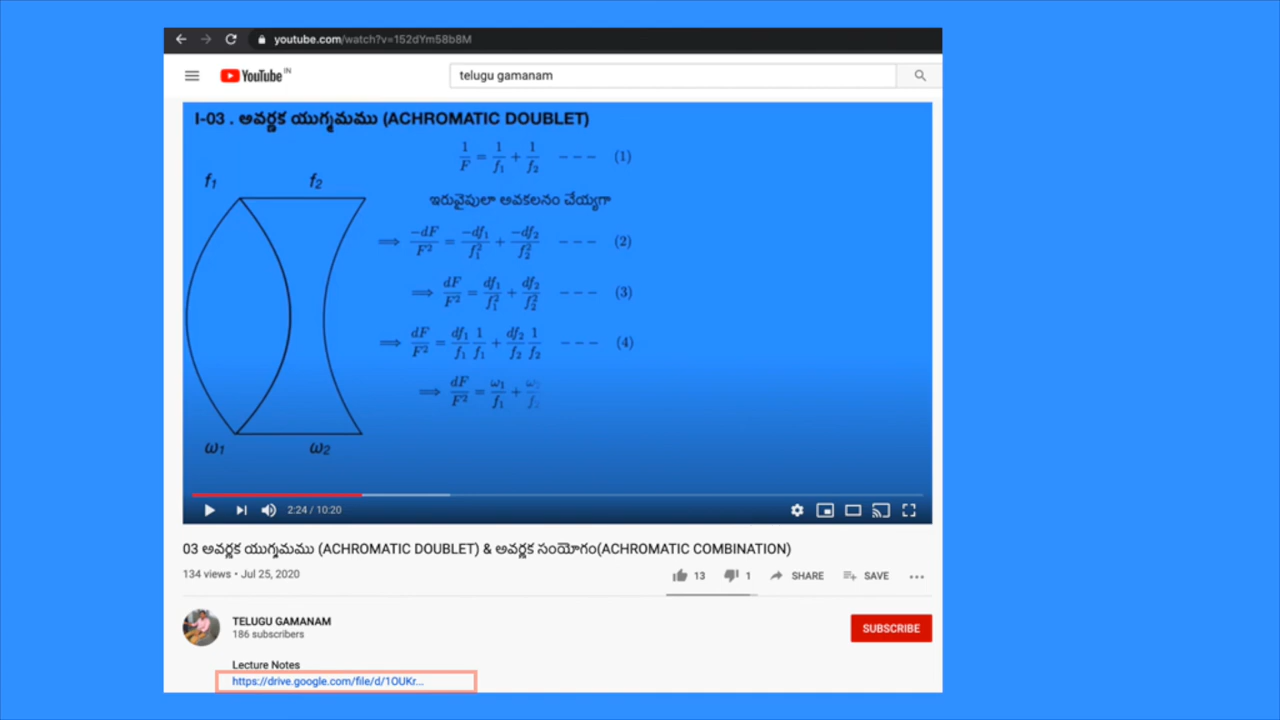 youtube.com/watch?v=152dYm58b8M
YouTube IN
telugu gamanam
I-03 . అవర్ణక యుగ్మమము (ACHROMATIC DOUBLET)
1/F = 1/f₁ + 1/f₂ --- (1)
f₁ f₂
ఇరువైపులా అవకలనం చేయ్యగా
⟹ -dF/F² = -df₁/f₁² + -df₂/f₂² --- (2)
⟹ dF/F² = df₁/f₁² + df₂/f₂² --- (3)
⟹ dF/F² = df₁/f₁ 1/f₁ + df₂/f₂ 1/f₂ --- (4)
⟹ dF/F² = ω₁/f₁ + ω₂/f₂
ω₁ ω₂
2:24 / 10:20
03 అవర్ణక యుగ్మమము (ACHROMATIC DOUBLET) & అవర్ణక సంయోగం(ACHROMATIC COMBINATION)
134 views • Jul 25, 2020
13 1 SHARE SAVE
TELUGU GAMANAM
186 subscribers
SUBSCRIBE
Lecture Notes
https://drive.google.com/file/d/1OUKr...